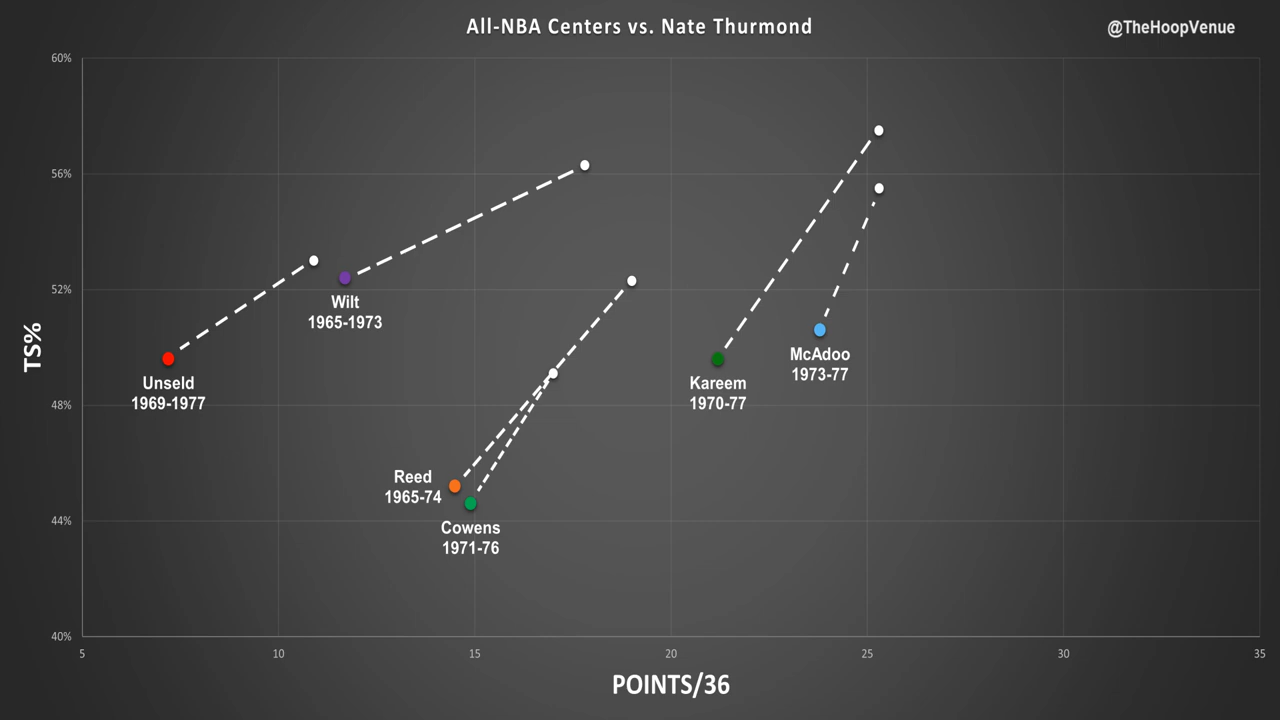 All-NBA Centers vs. Nate Thurmond
@TheHoopVenue
60%
56%
52%
48%
44%
40%
TS%
Wilt
1965-1973
Unseld
1969-1977
McAdoo
1973-77
Kareem
1970-77
Reed
1965-74
Cowens
1971-76
5
10
15
20
25
30
35
POINTS/36